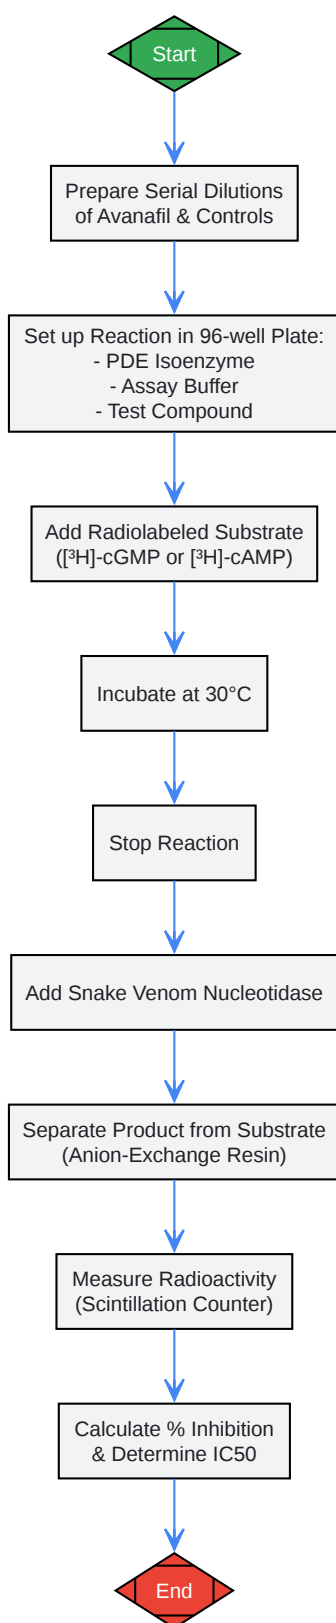 Start
Prepare Serial Dilutions
of Avanafil & Controls
Set up Reaction in 96-well Plate:
- PDE Isoenzyme
- Assay Buffer
- Test Compound
Add Radiolabeled Substrate
([³H]-cGMP or [³H]-cAMP)
Incubate at 30°C
Stop Reaction
Add Snake Venom Nucleotidase
Separate Product from Substrate
(Anion-Exchange Resin)
Measure Radioactivity
(Scintillation Counter)
Calculate % Inhibition
& Determine IC50
End